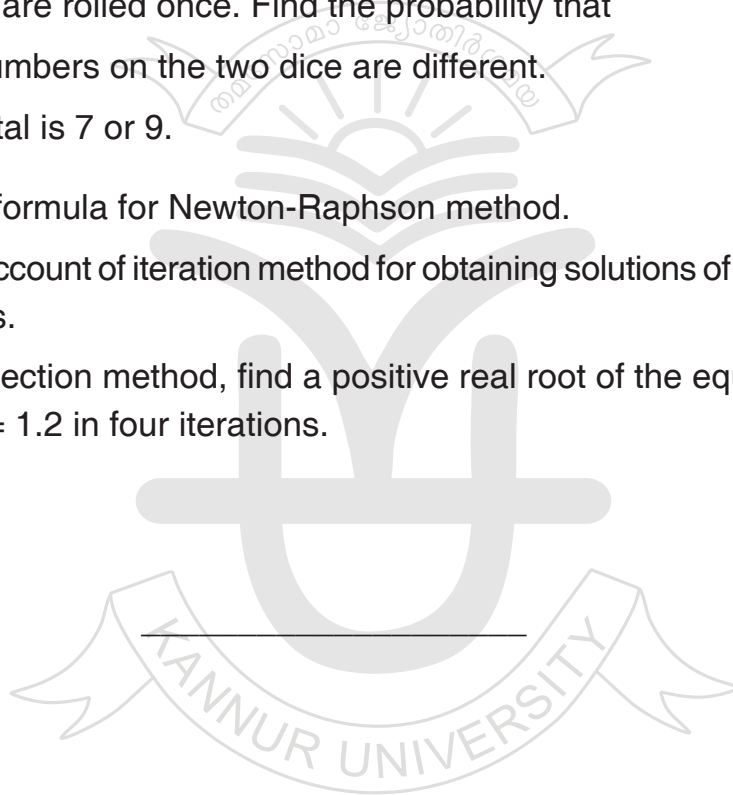 are rolled once. Find the probability that
umbers on the two dice are different.
tal is 7 or 9.
formula for Newton-Raphson method.
ccount of iteration method for obtaining solutions of
s.
ection method, find a positive real root of the equ
= 1.2 in four iterations.
KANNUR UNIVERSITY